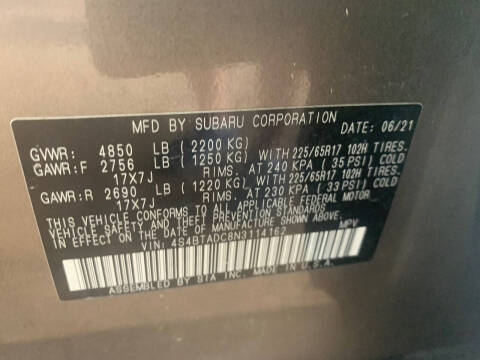 MFD BY SUBARU CORPORATION DATE: 06/21
GVWR: 4850 LB (2200 KG)
GAWR:F 2756 LB (1250 KG) WITH 225/65R17 102H TIRES,
17X7J RIMS, AT 240 KPA (35 PSI) COLD
GAWR:R 2690 LB (1220 KG) WITH 225/65R17 102H TIRES,
17X7J RIMS, AT 230 KPA (33 PSI) COLD
THIS VEHICLE CONFORMS TO ALL APPLICABLE FEDERAL MOTOR
VEHICLE SAFETY AND THEFT PREVENTION STANDARDS
IN EFFECT ON THE DATE OF MANUFACTURE SHOWN ABOVE.
VIN: 4S4BTADC8N3114162 MPV
ASSEMBLED BY SIA INC. MADE IN U.S.A.